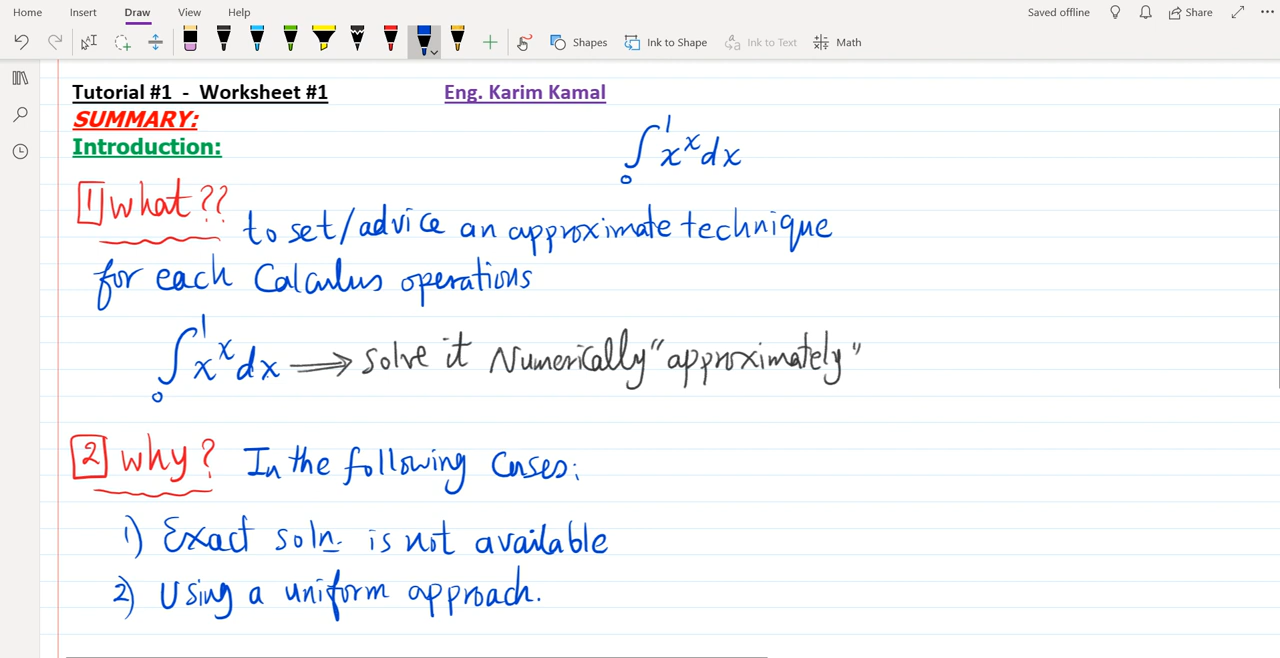 Home Insert Draw View Help Saved offline Share
Shapes Ink to Shape Ink to Text Math
Tutorial #1 - Worksheet #1 Eng. Karim Kamal
SUMMARY:
Introduction:
∫₀¹ xˣ dx
1 What??
to set/advice an approximate technique
for each Calculus operations
∫₀¹ xˣ dx ⟹ Solve it Numerically "approximately"
2 why? In the following Cases:
1) Exact soln. is not available
2) Using a uniform approach.